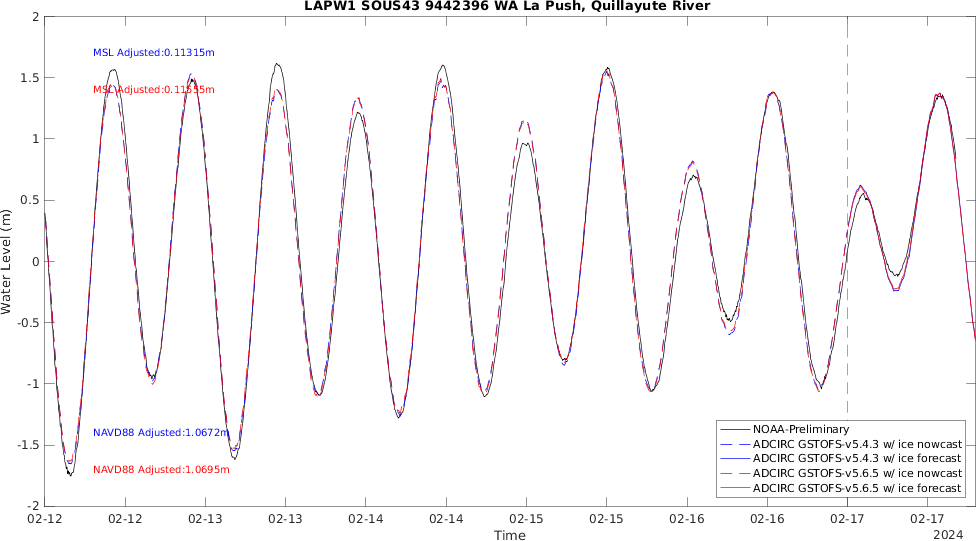 LAPW1 SOUS43 9442396 WA La Push, Quillayute River
2
1.5
1
0.5
0
-0.5
-1
-1.5
-2
Water Level (m)
MSL Adjusted:0.11315m
MSL Adjusted:0.11555m
NAVD88 Adjusted:1.0672m
NAVD88 Adjusted:1.0695m
NOAA-Preliminary
ADCIRC GSTOFS-v5.4.3 w/ ice nowcast
ADCIRC GSTOFS-v5.4.3 w/ ice forecast
ADCIRC GSTOFS-v5.6.5 w/ ice nowcast
ADCIRC GSTOFS-v5.6.5 w/ ice forecast
02-12 02-12 02-13 02-13 02-14 02-14 02-15 02-15 02-16 02-16 02-17 02-17
Time
2024